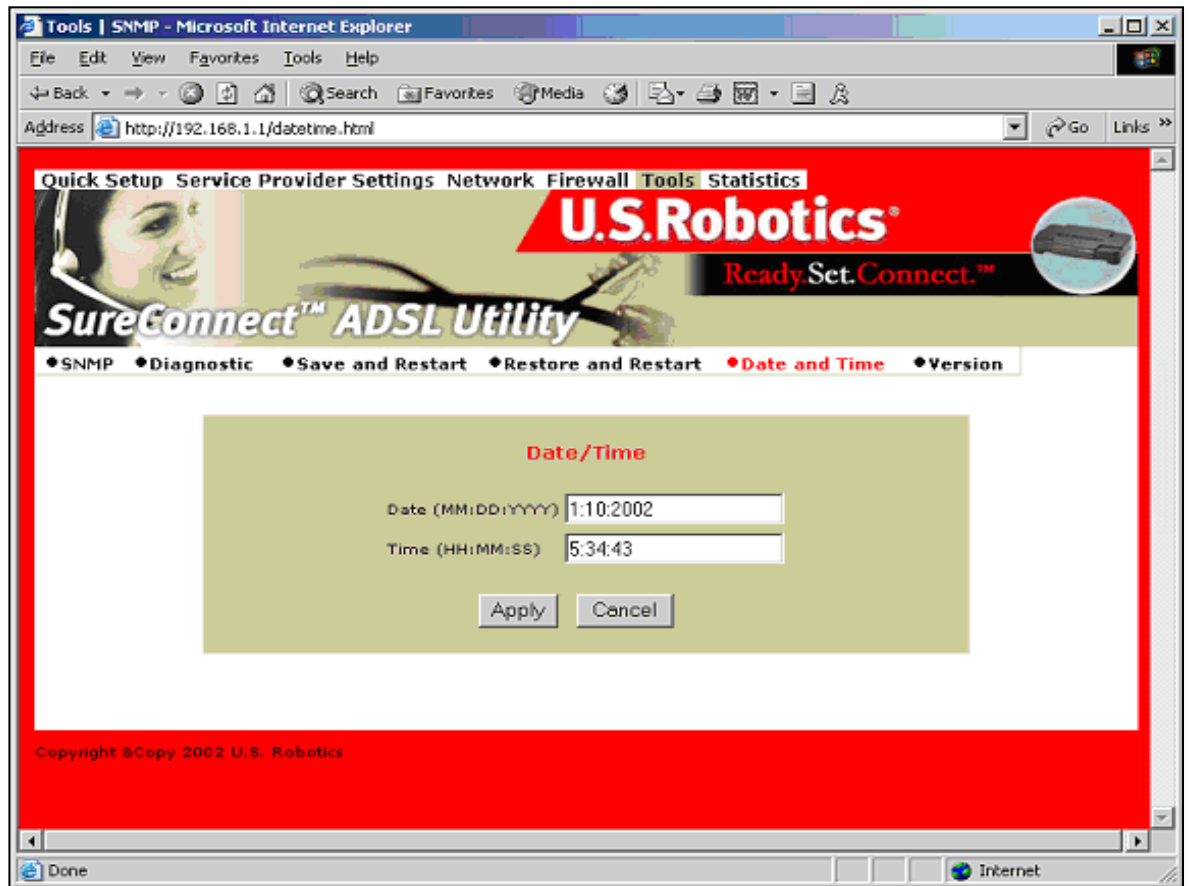 Tools | SNMP - Microsoft Internet Explorer
File Edit View Favorites Tools Help
Back Search Favorites Media
Address http://192.168.1.1/datetime.html Go Links »
Quick Setup Service Provider Settings Network Firewall Tools Statistics
U.S.Robotics®
Ready.Set.Connect.™
SureConnect™ ADSL Utility
•SNMP •Diagnostic •Save and Restart •Restore and Restart •Date and Time •Version
Date/Time
Date (MM:DD:YYYY) 1:10:2002
Time (HH:MM:SS) 5:34:43
Apply Cancel
Copyright &Copy 2002 U.S. Robotics
Done Internet